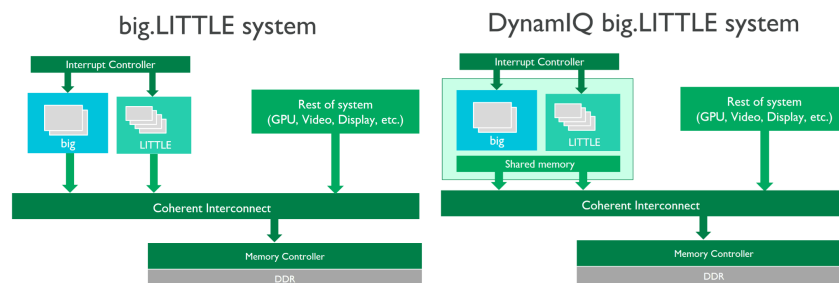 big.LITTLE system
Interrupt Controller
big
LITTLE
Rest of system
(GPU, Video, Display, etc.)
Coherent Interconnect
Memory Controller
DDR
DynamIQ big.LITTLE system
Interrupt Controller
big
LITTLE
Shared memory
Rest of system
(GPU, Video, Display, etc.)
Coherent Interconnect
Memory Controller
DDR